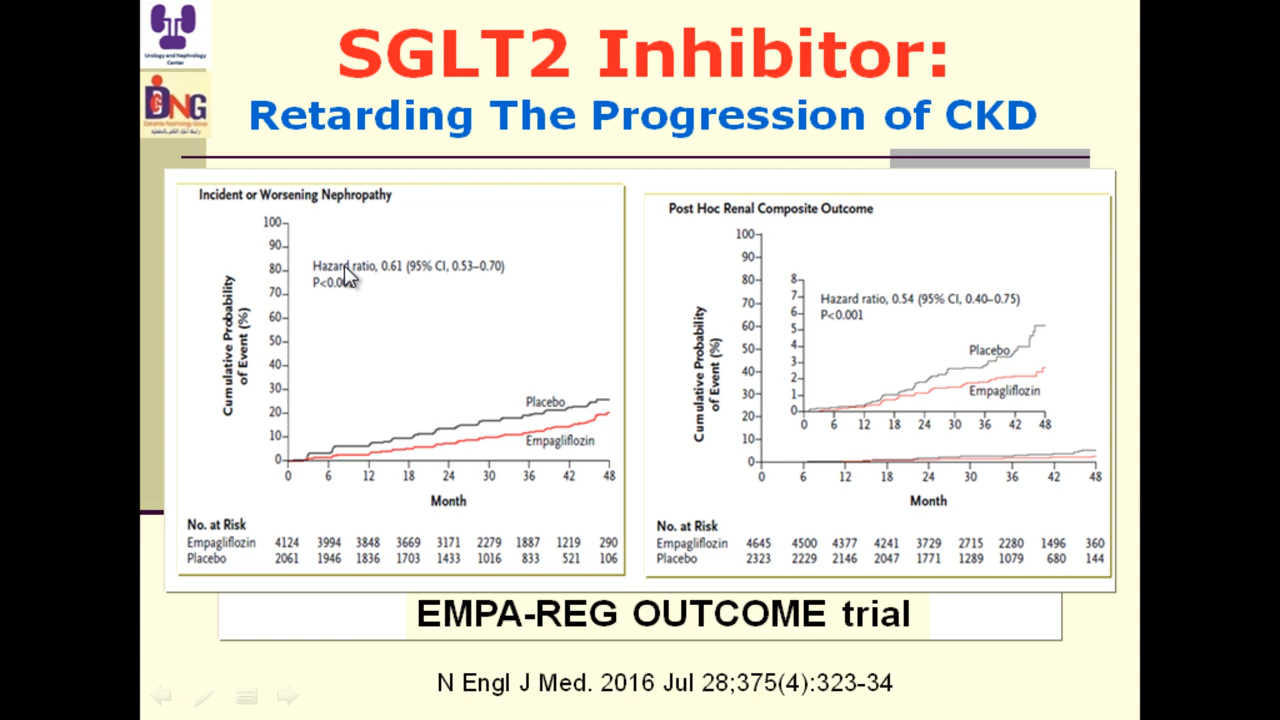 Urology and Nephrology
Center
DNG
SGLT2 Inhibitor:
Retarding The Progression of CKD
Incident or Worsening Nephropathy
100
90
80
70
60
50
40
30
20
10
0
Cumulative Probability
of Event (%)
Hazard ratio, 0.61 (95% CI, 0.53–0.70)
P<0.0
Placebo
Empagliflozin
0 6 12 18 24 30 36 42 48
Month
No. at Risk
Empagliflozin 4124 3994 3848 3669 3171 2279 1887 1219 290
Placebo 2061 1946 1836 1703 1433 1016 833 521 106
Post Hoc Renal Composite Outcome
100
90
80
70
60
50
40
30
20
10
0
Cumulative Probability
of Event (%)
8
7
6
5
4
3
2
1
0
Hazard ratio, 0.54 (95% CI, 0.40–0.75)
P<0.001
Placebo
Empagliflozin
0 6 12 18 24 30 36 42 48
0 6 12 18 24 30 36 42 48
Month
No. at Risk
Empagliflozin 4645 4500 4377 4241 3729 2715 2280 1496 360
Placebo 2323 2229 2146 2047 1771 1289 1079 680 144
EMPA-REG OUTCOME trial
N Engl J Med. 2016 Jul 28;375(4):323-34